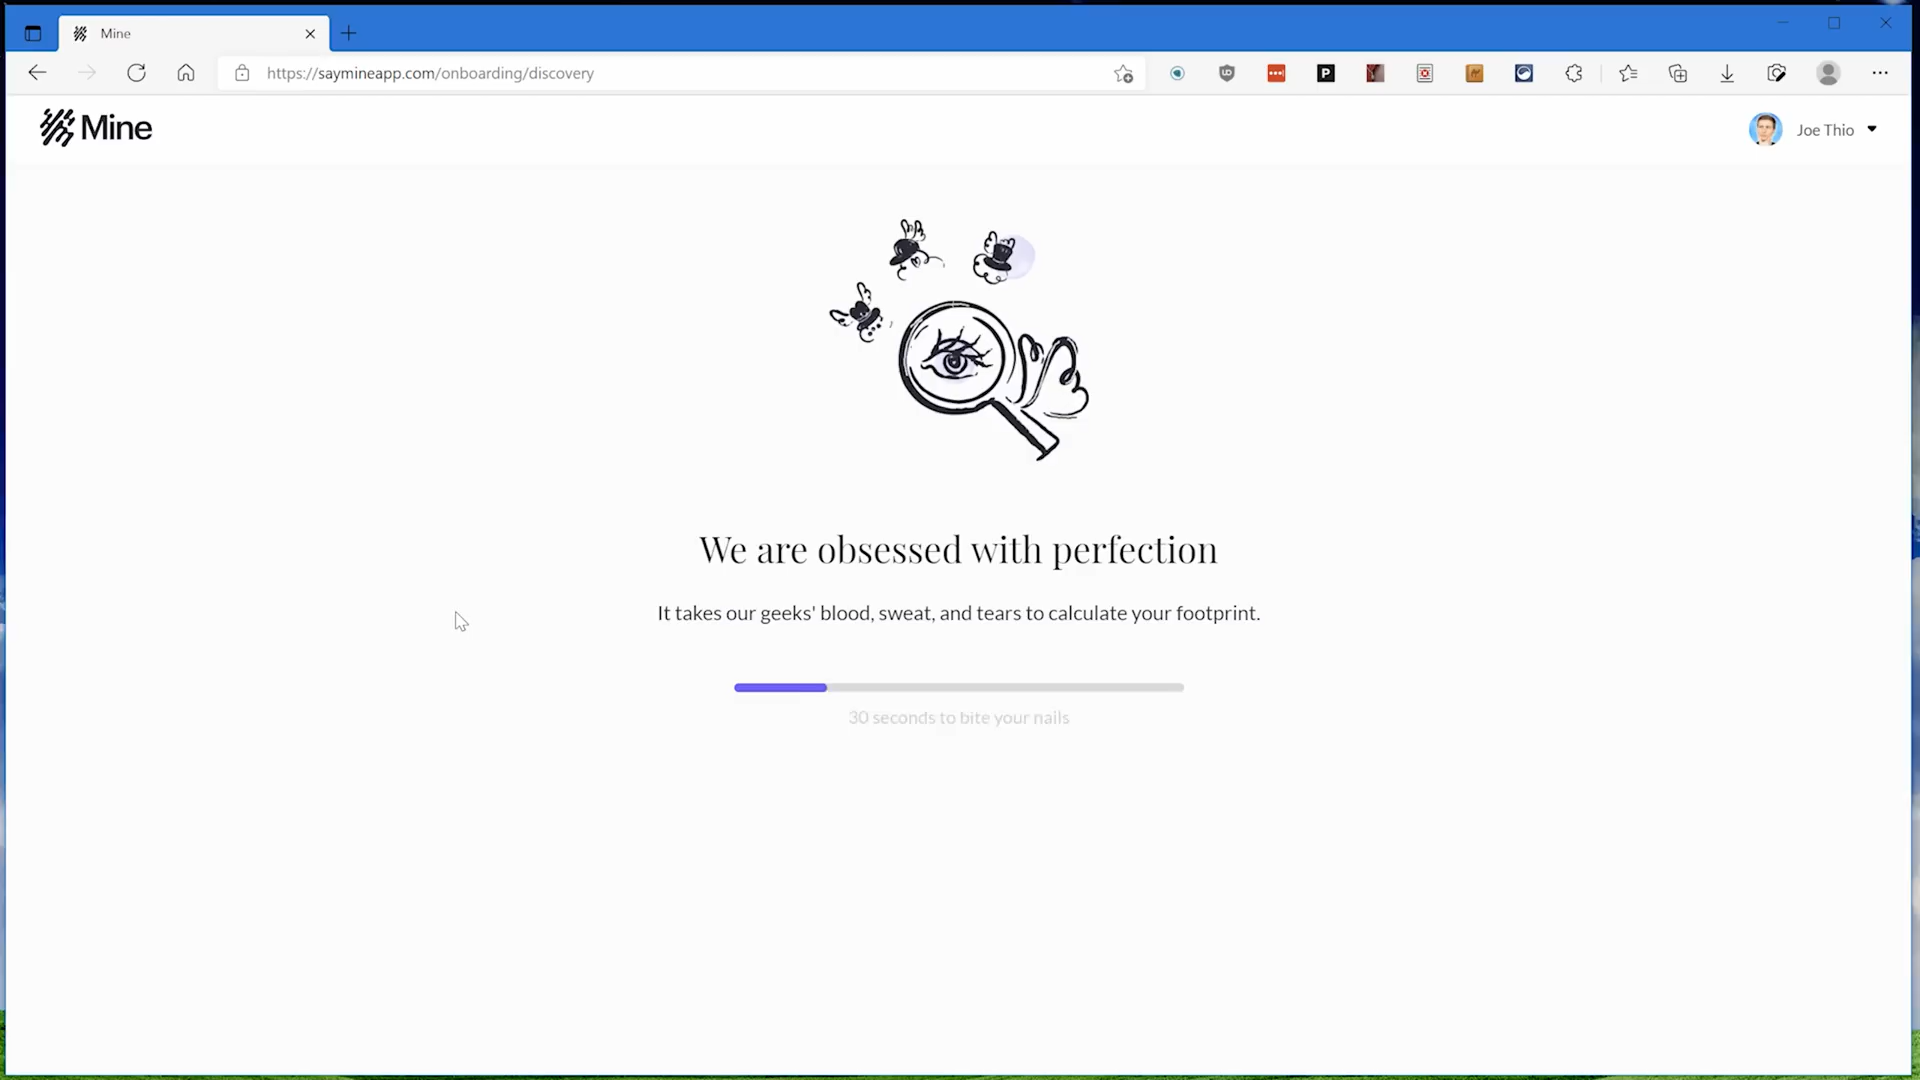 Mine
https://saymineapp.com/onboarding/discovery
Mine
Joe Thio
We are obsessed with perfection
It takes our geeks' blood, sweat, and tears to calculate your footprint.
30 seconds to bite your nails